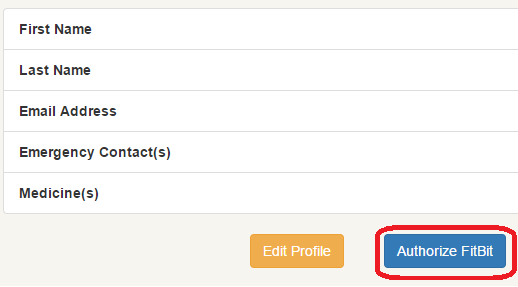 First Name
Last Name
Email Address
Emergency Contact(s)
Medicine(s)
Edit Profile Authorize FitBit